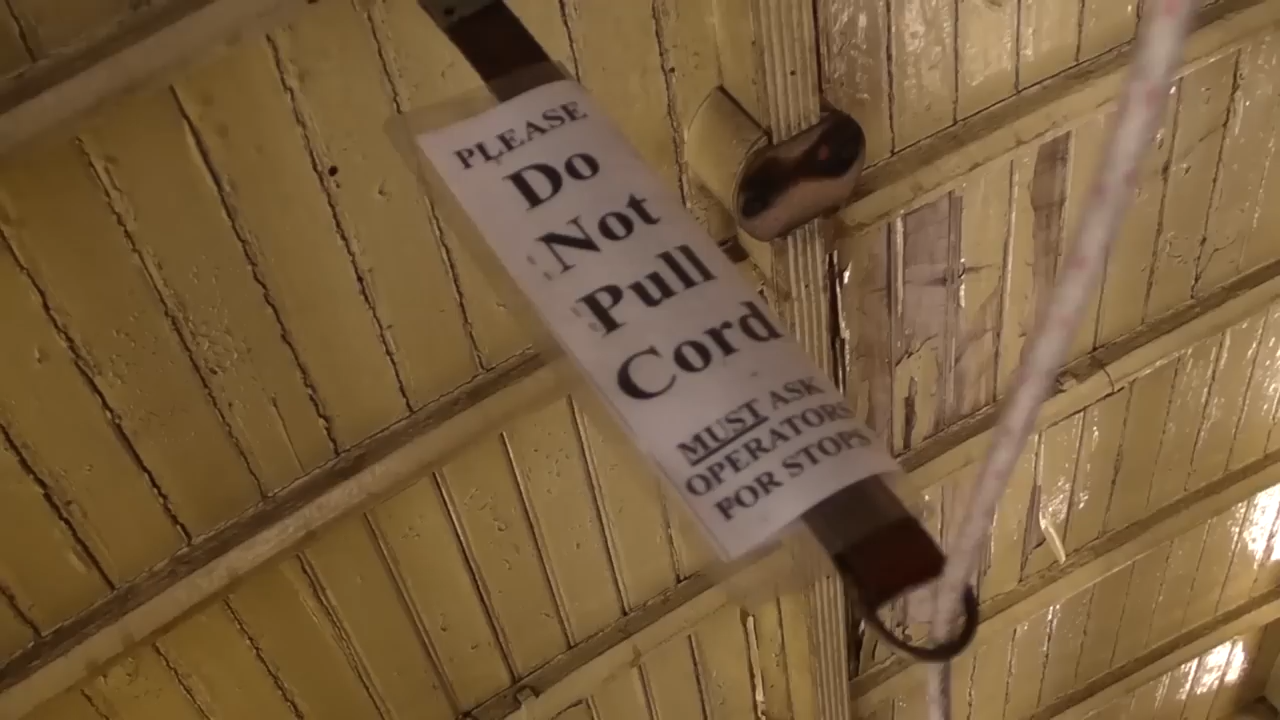 PLEASE
Do
Not
Pull
Cord
MUST ASK
OPERATORS
FOR STOPS